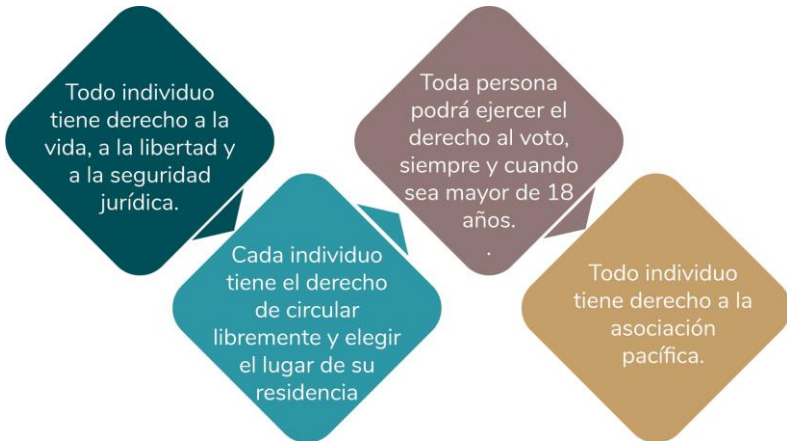 Todo individuo
tiene derecho a la
vida, a la libertad y
a la seguridad
jurídica.
Cada individuo
tiene el derecho
de circular
libremente y elegir
el lugar de su
residencia
Toda persona
podrá ejercer el
derecho al voto,
siempre y cuando
sea mayor de 18
años.
.
Todo individuo
tiene derecho a la
asociación
pacífica.